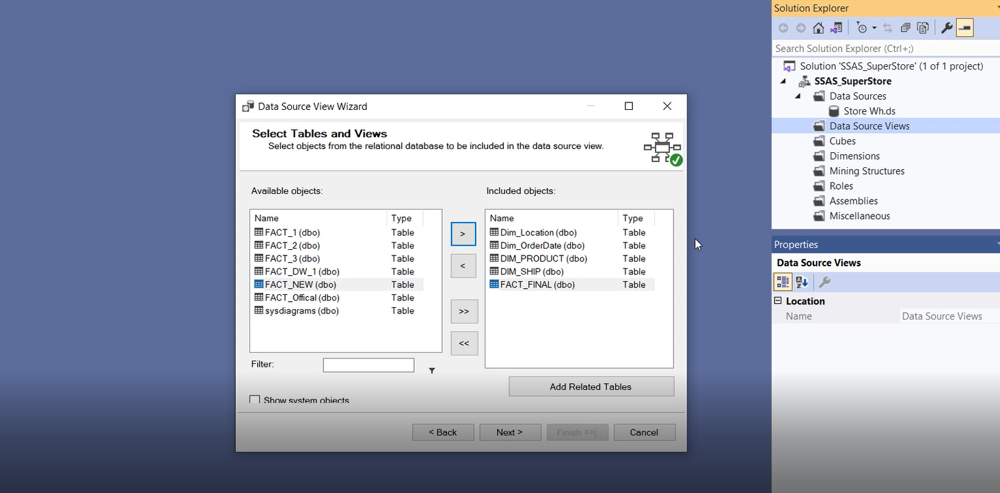 Solution Explorer
Search Solution Explorer (Ctrl+;)
Solution 'SSAS_SuperStore' (1 of 1 project)
SSAS_SuperStore
Data Sources
Store Wh.ds
Data Source Views
Cubes
Dimensions
Mining Structures
Roles
Assemblies
Miscellaneous
Properties
Data Source Views
Location
Name Data Source Views
Data Source View Wizard
Select Tables and Views
Select objects from the relational database to be included in the data source view.
Available objects:
Name Type
FACT_1 (dbo) Table
FACT_2 (dbo) Table
FACT_3 (dbo) Table
FACT_DW_1 (dbo) Table
FACT_NEW (dbo) Table
FACT_Offical (dbo) Table
sysdiagrams (dbo) Table
>
<
>>
<<
Included objects:
Name Type
Dim_Location (dbo) Table
Dim_OrderDate (dbo) Table
DIM_PRODUCT (dbo) Table
DIM_SHIP (dbo) Table
FACT_FINAL (dbo) Table
Filter:
Add Related Tables
Show system objects
< Back Next > Finish >>| Cancel